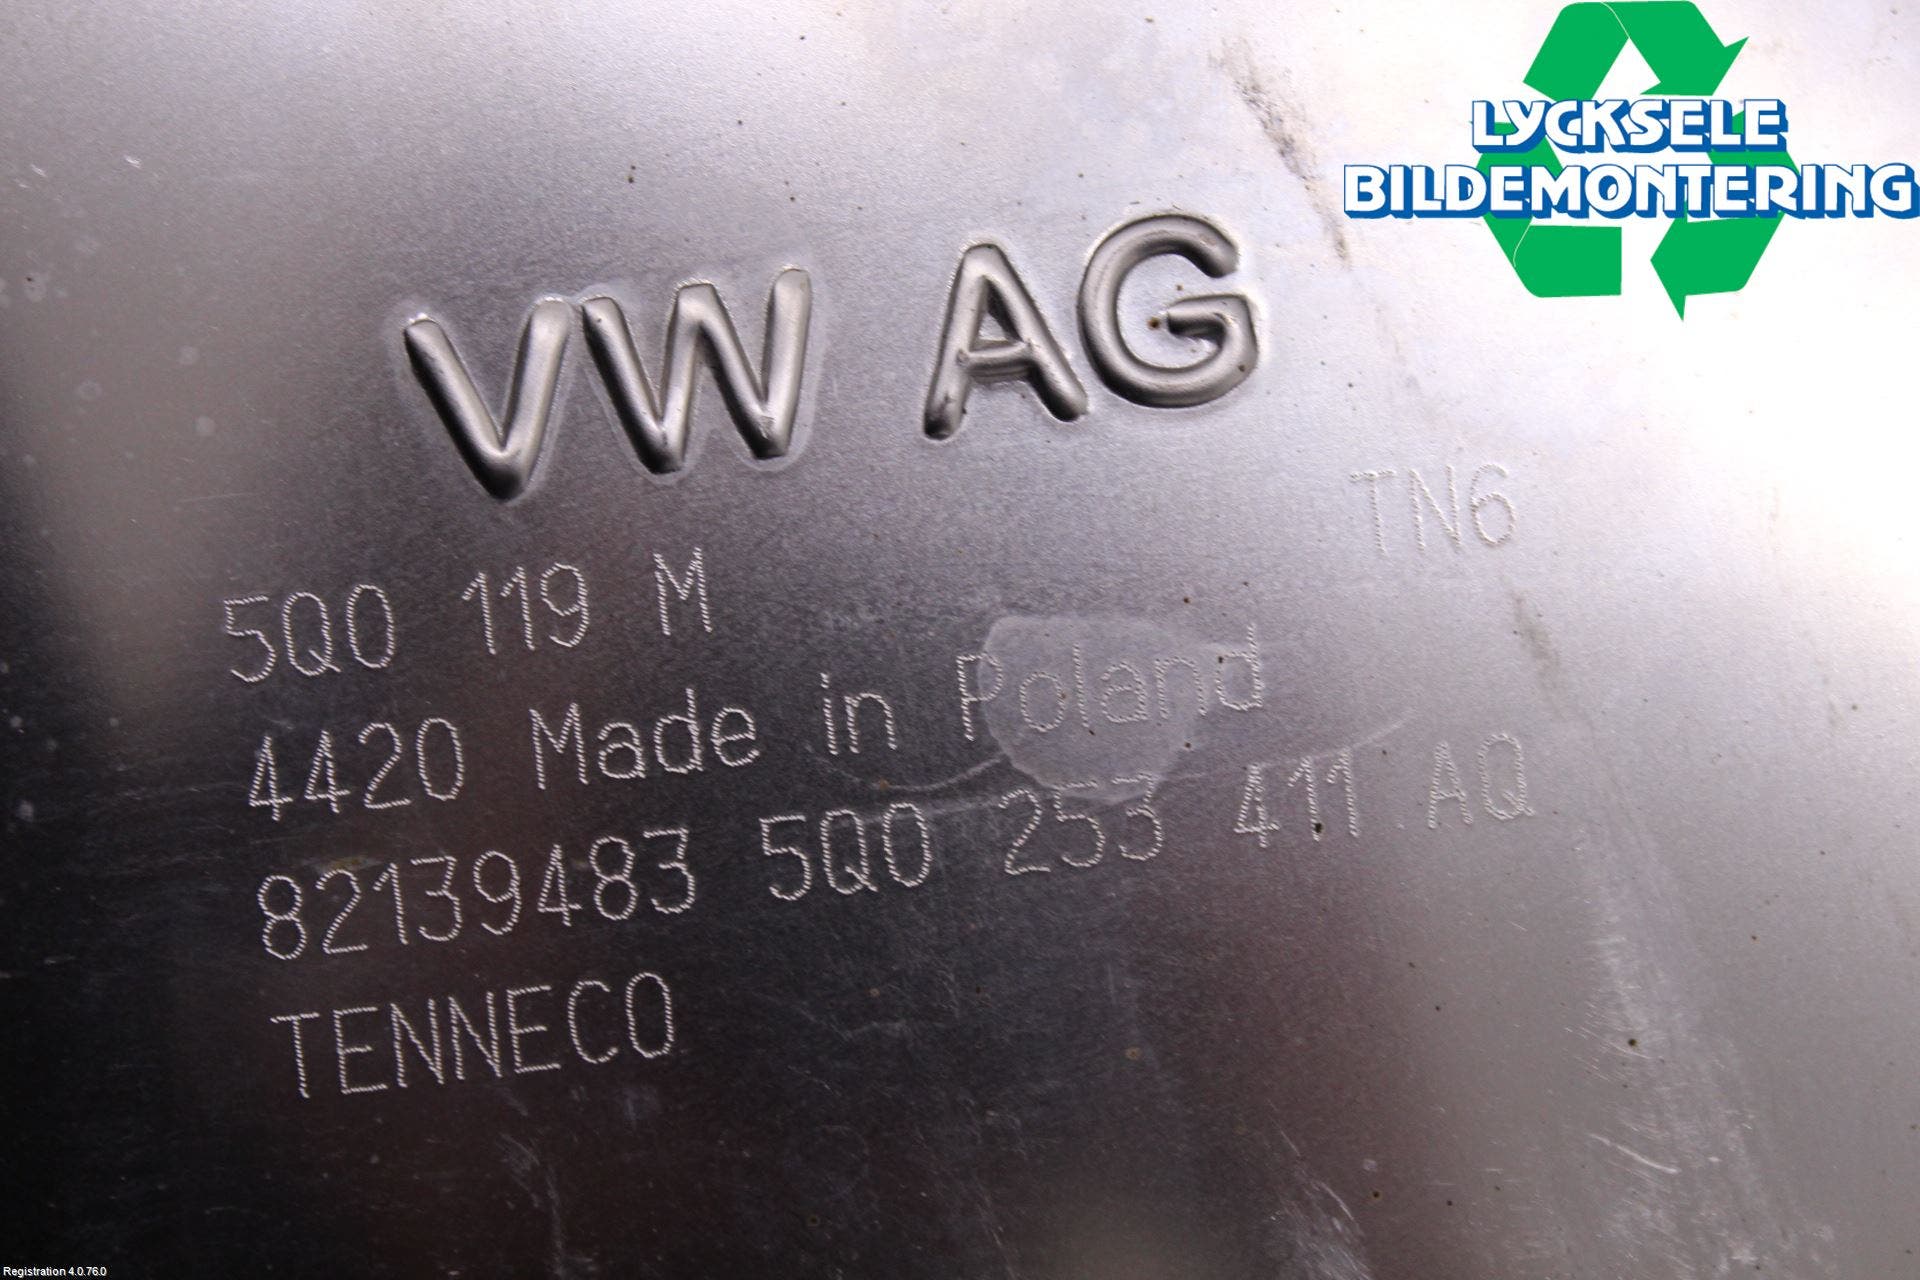 LYCKSELE
BILDEMONTERING
VW AG
TN6
5Q0 119 M
4420 Made in Poland
82139483 5Q0 253 411 AQ
TENNECO
Registration 4.0.76.0